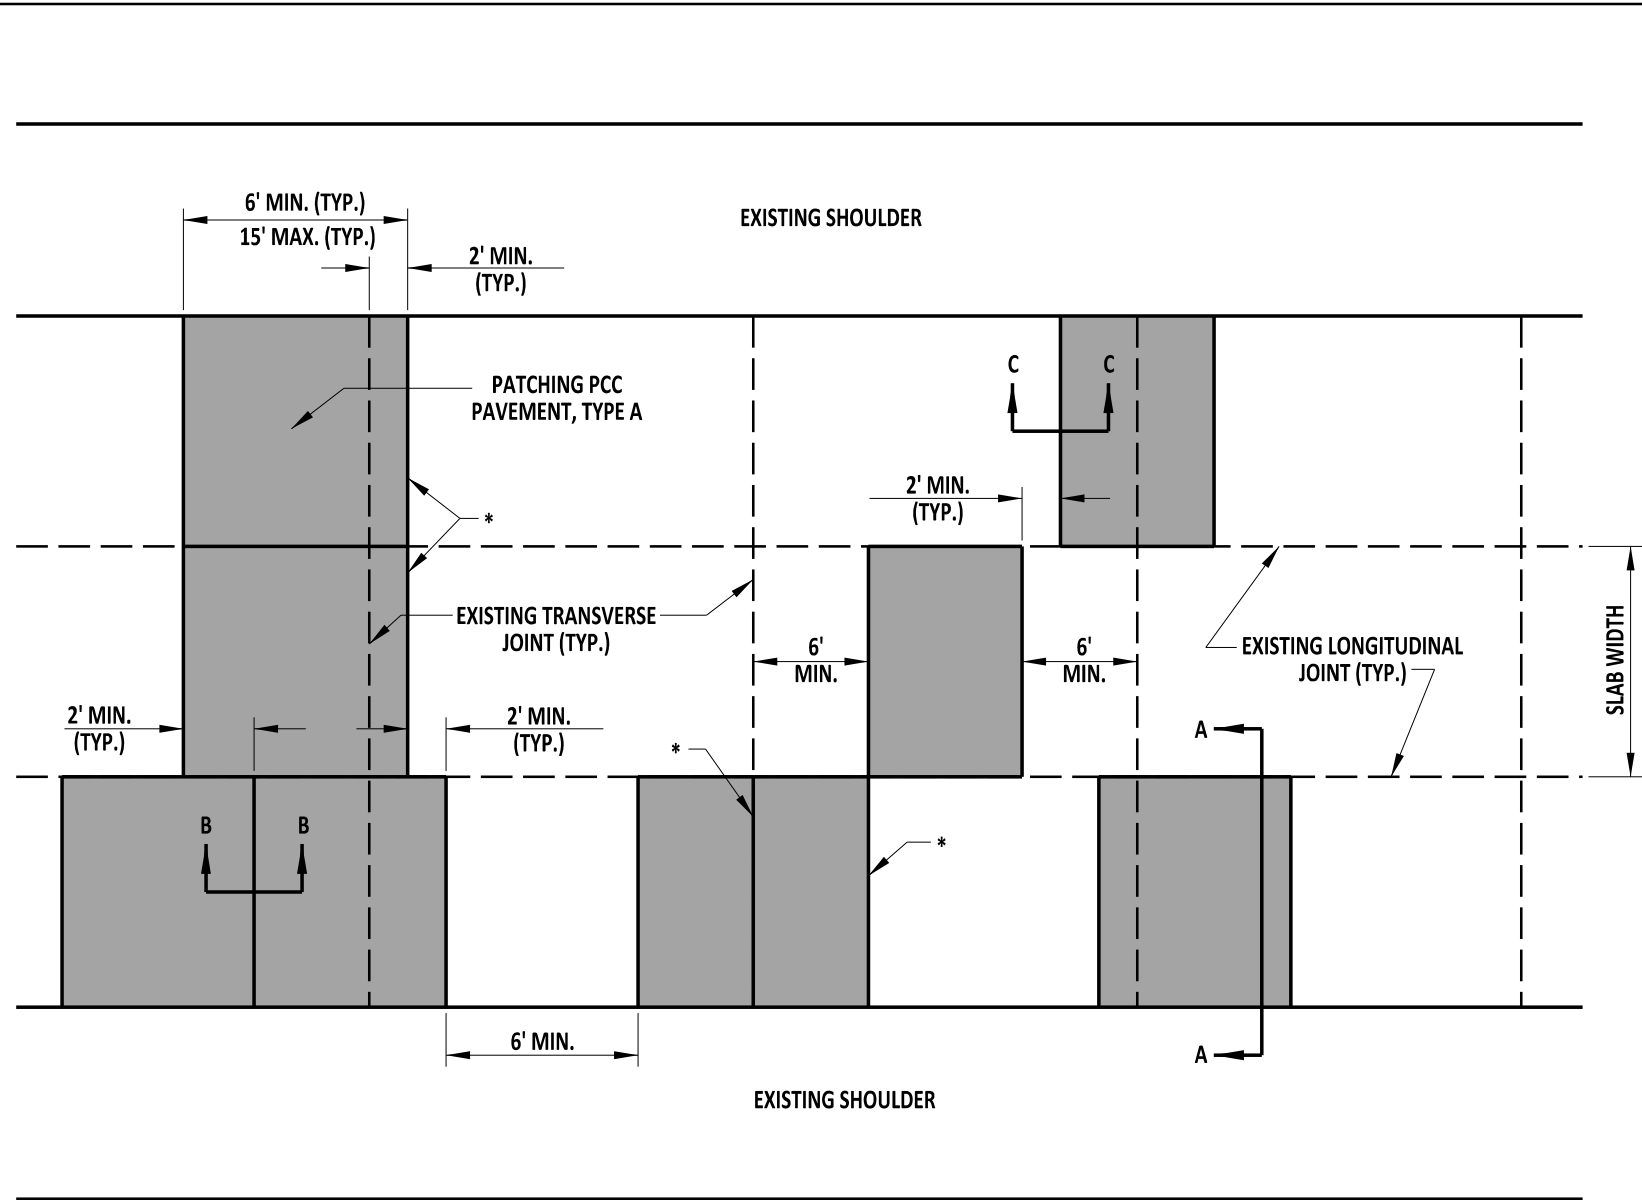 6' MIN. (TYP.)
15' MAX. (TYP.)
EXISTING SHOULDER
2' MIN.
(TYP.)
PATCHING PCC
PAVEMENT, TYPE A
C C
2' MIN.
(TYP.)
*
EXISTING TRANSVERSE
JOINT (TYP.)
6'
MIN.
6'
MIN.
EXISTING LONGITUDINAL
JOINT (TYP.)
SLAB WIDTH
2' MIN.
(TYP.)
2' MIN.
(TYP.)
*
A
B B
*
6' MIN.
A
EXISTING SHOULDER